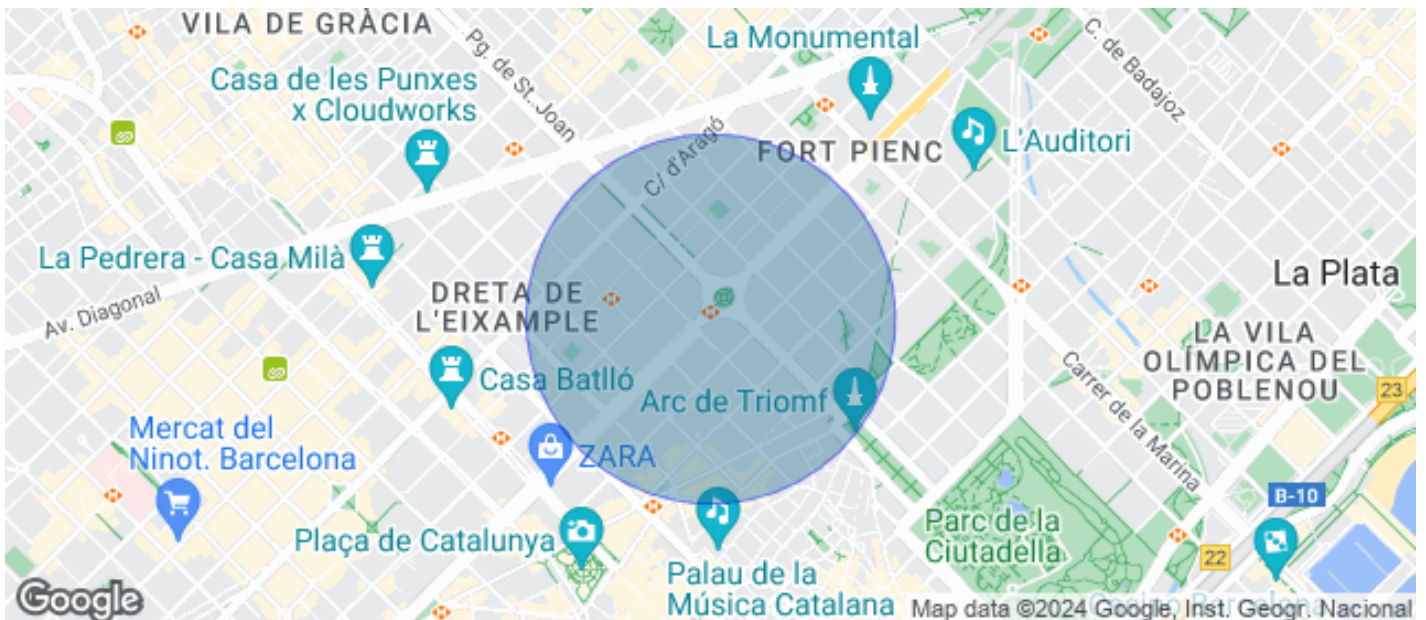 VILA DE GRÀCIA
La Monumental
Pg. de St. Joan
C. de Badajoz
Casa de les Punxes
x Cloudworks
C/ d'Aragó
FORT PIENC
L'Auditori
La Pedrera - Casa Milà
La Plata
Av. Diagonal
DRETA DE
L'EIXAMPLE
LA VILA
OLÍMPICA DEL
POBLENOU
Casa Batlló
Arc de Triomf
Carrer de la Marina
23
Mercat del
Ninot. Barcelona
ZARA
B-10
Plaça de Catalunya
Parc de la
Ciutadella
22
Palau de la
Música Catalana
Google
Map data ©2024 Google, Inst. Geogr. Nacional